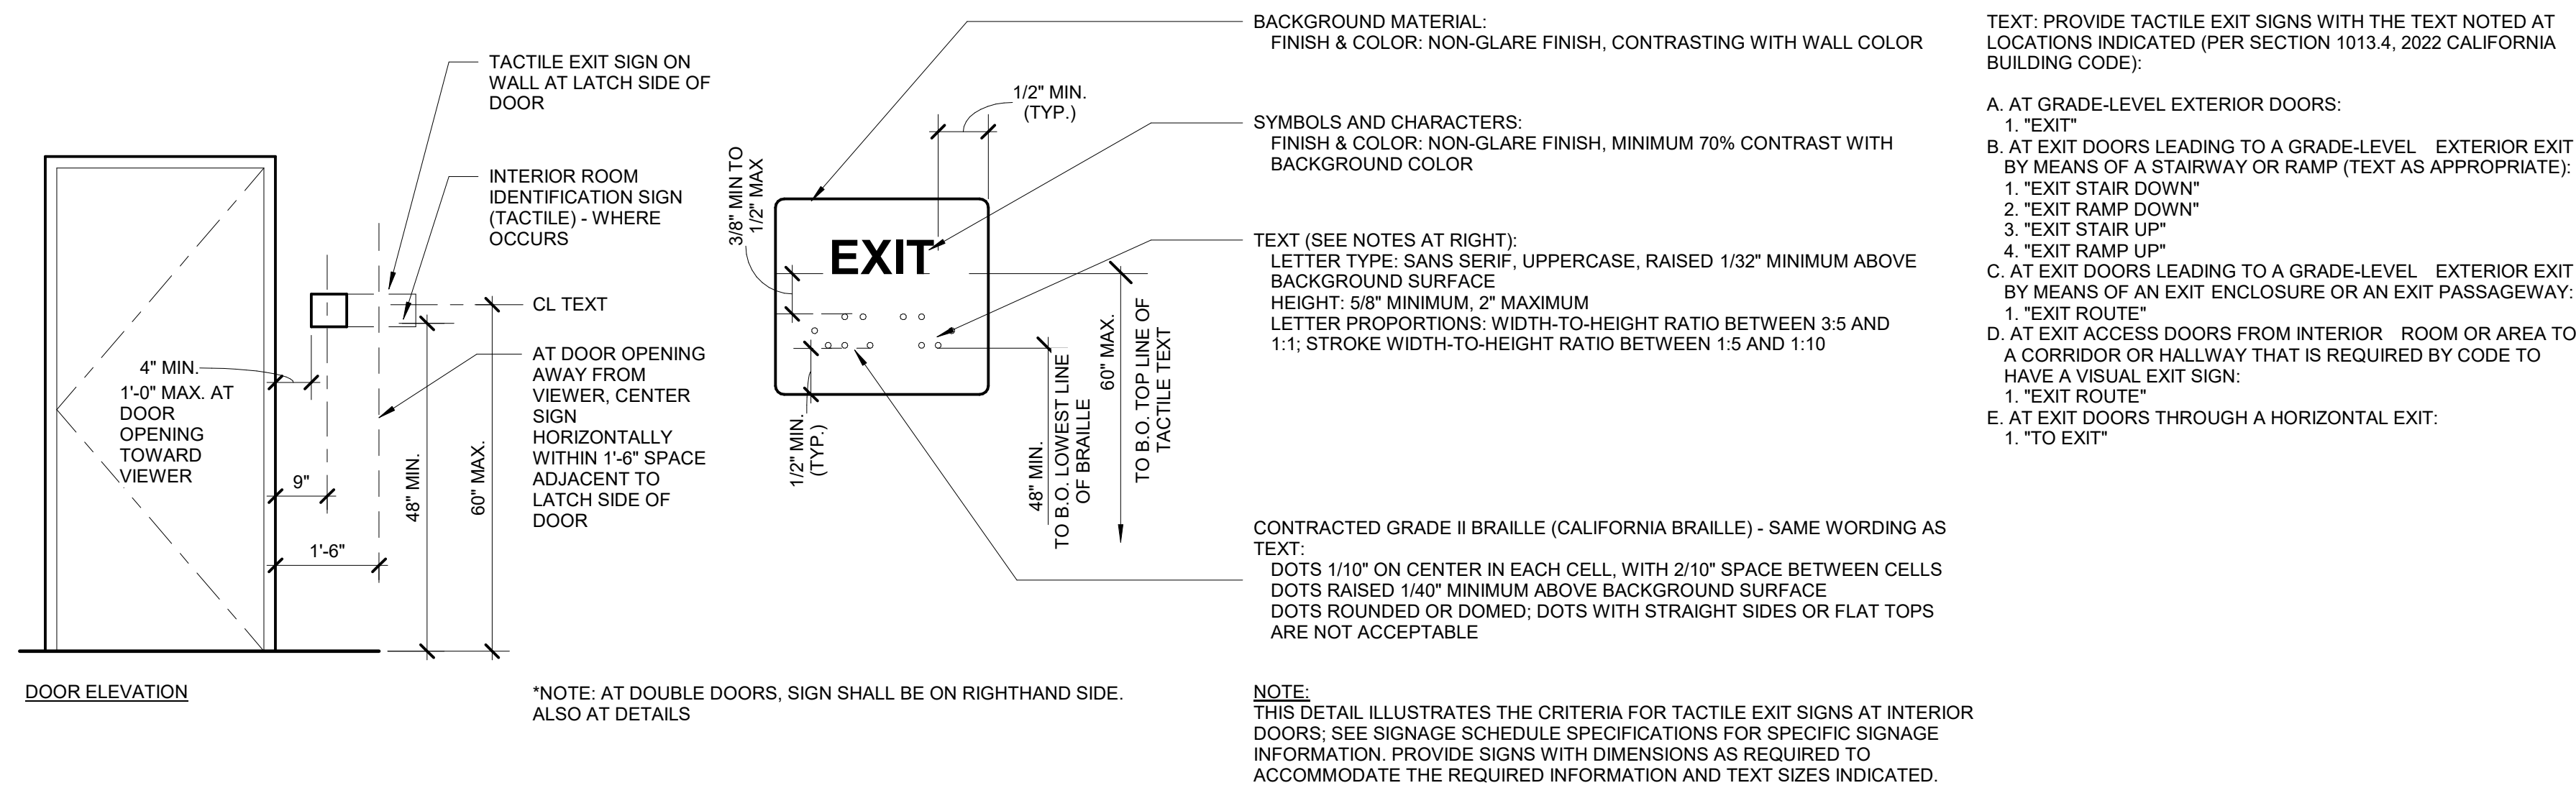 TACTILE EXIT SIGN ON
WALL AT LATCH SIDE OF
DOOR
INTERIOR ROOM
IDENTIFICATION SIGN
(TACTILE) - WHERE
OCCURS
CL TEXT
AT DOOR OPENING
AWAY FROM
VIEWER, CENTER
SIGN
HORIZONTALLY
WITHIN 1'-6" SPACE
ADJACENT TO
LATCH SIDE OF
DOOR
4" MIN.
1'-0" MAX. AT
DOOR
OPENING
TOWARD
VIEWER
9"
1'-6"
48" MIN.
60" MAX.
DOOR ELEVATION
*NOTE: AT DOUBLE DOORS, SIGN SHALL BE ON RIGHTHAND SIDE.
ALSO AT DETAILS
1/2" MIN.
(TYP.)
3/8" MIN TO
1/2" MAX
EXIT
1/2" MIN.
(TYP.)
48" MIN.
TO B.O. LOWEST LINE
OF BRAILLE
60" MAX.
TO B.O. TOP LINE OF
TACTILE TEXT
BACKGROUND MATERIAL:
FINISH & COLOR: NON-GLARE FINISH, CONTRASTING WITH WALL COLOR
SYMBOLS AND CHARACTERS:
FINISH & COLOR: NON-GLARE FINISH, MINIMUM 70% CONTRAST WITH
BACKGROUND COLOR
TEXT (SEE NOTES AT RIGHT):
LETTER TYPE: SANS SERIF, UPPERCASE, RAISED 1/32" MINIMUM ABOVE
BACKGROUND SURFACE
HEIGHT: 5/8" MINIMUM, 2" MAXIMUM
LETTER PROPORTIONS: WIDTH-TO-HEIGHT RATIO BETWEEN 3:5 AND
1:1; STROKE WIDTH-TO-HEIGHT RATIO BETWEEN 1:5 AND 1:10
CONTRACTED GRADE II BRAILLE (CALIFORNIA BRAILLE) - SAME WORDING AS
TEXT:
DOTS 1/10" ON CENTER IN EACH CELL, WITH 2/10" SPACE BETWEEN CELLS
DOTS RAISED 1/40" MINIMUM ABOVE BACKGROUND SURFACE
DOTS ROUNDED OR DOMED; DOTS WITH STRAIGHT SIDES OR FLAT TOPS
ARE NOT ACCEPTABLE
NOTE:
THIS DETAIL ILLUSTRATES THE CRITERIA FOR TACTILE EXIT SIGNS AT INTERIOR
DOORS; SEE SIGNAGE SCHEDULE SPECIFICATIONS FOR SPECIFIC SIGNAGE
INFORMATION. PROVIDE SIGNS WITH DIMENSIONS AS REQUIRED TO
ACCOMMODATE THE REQUIRED INFORMATION AND TEXT SIZES INDICATED.
TEXT: PROVIDE TACTILE EXIT SIGNS WITH THE TEXT NOTED AT
LOCATIONS INDICATED (PER SECTION 1013.4, 2022 CALIFORNIA
BUILDING CODE):
A. AT GRADE-LEVEL EXTERIOR DOORS:
1. "EXIT"
B. AT EXIT DOORS LEADING TO A GRADE-LEVEL EXTERIOR EXIT
BY MEANS OF A STAIRWAY OR RAMP (TEXT AS APPROPRIATE):
1. "EXIT STAIR DOWN"
2. "EXIT RAMP DOWN"
3. "EXIT STAIR UP"
4. "EXIT RAMP UP"
C. AT EXIT DOORS LEADING TO A GRADE-LEVEL EXTERIOR EXIT
BY MEANS OF AN EXIT ENCLOSURE OR AN EXIT PASSAGEWAY:
1. "EXIT ROUTE"
D. AT EXIT ACCESS DOORS FROM INTERIOR ROOM OR AREA TO
A CORRIDOR OR HALLWAY THAT IS REQUIRED BY CODE TO
HAVE A VISUAL EXIT SIGN:
1. "EXIT ROUTE"
E. AT EXIT DOORS THROUGH A HORIZONTAL EXIT:
1. "TO EXIT"